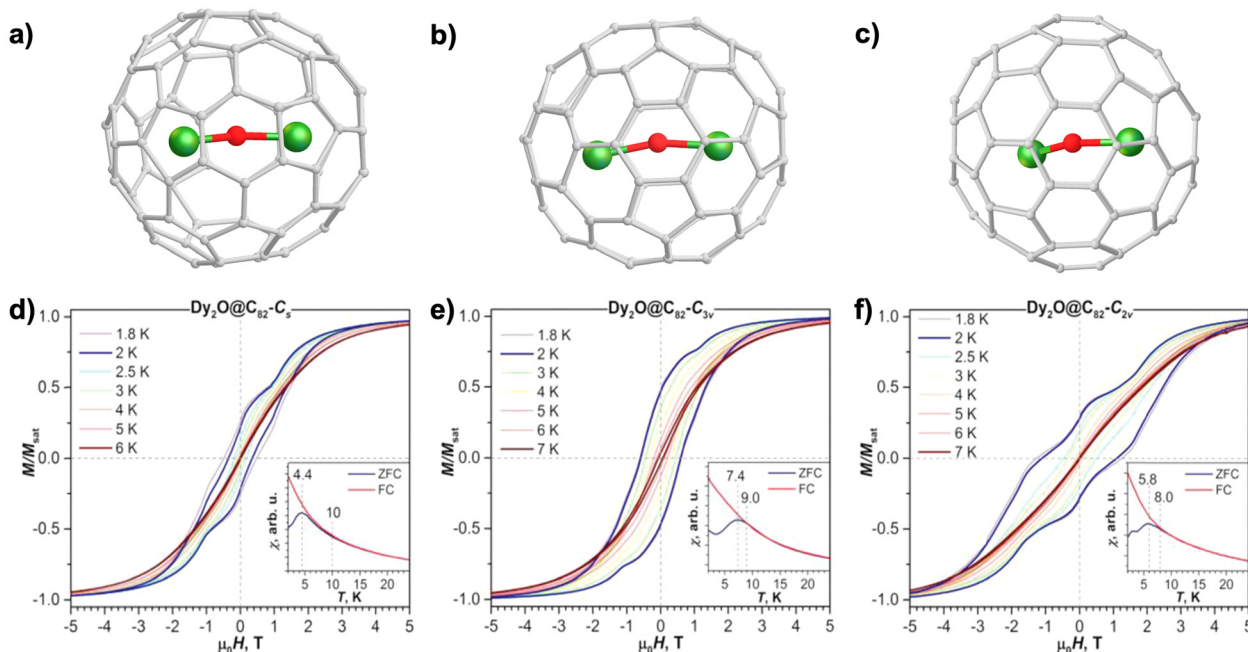 a)
b)
c)
d)
Dy₂O@C₈₂-Cₛ
1.8 K
2 K
2.5 K
3 K
4 K
5 K
6 K
M/Mₛₐₜ
1.0
0.5
0.0
-0.5
-1.0
-5 -4 -3 -2 -1 0 1 2 3 4 5
μ₀H, T
4.4
10
ZFC
FC
χ, arb. u.
5 10 15 20
T, K
e)
Dy₂O@C₈₂-C₃ᵥ
1.8 K
2 K
3 K
4 K
5 K
6 K
7 K
M/Mₛₐₜ
1.0
0.5
0.0
-0.5
-1.0
-5 -4 -3 -2 -1 0 1 2 3 4 5
μ₀H, T
7.4
9.0
ZFC
FC
χ, arb. u.
5 10 15 20
T, K
f)
Dy₂O@C₈₂-C₂ᵥ
1.8 K
2 K
2.5 K
3 K
4 K
5 K
6 K
7 K
M/Mₛₐₜ
1.0
0.5
0.0
-0.5
-1.0
-5 -4 -3 -2 -1 0 1 2 3 4 5
μ₀H, T
5.8
8.0
ZFC
FC
χ, arb. u.
5 10 15 20
T, K